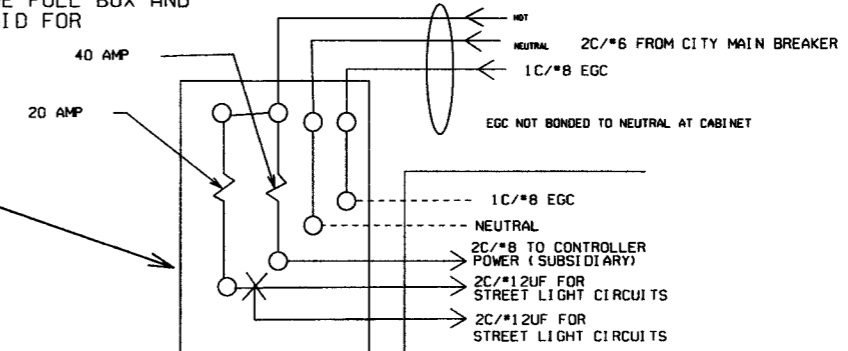 PULL BOX AND
ID FOR
HOT
NEUTRAL 2C/#6 FROM CITY MAIN BREAKER
1C/#8 EGC
40 AMP
20 AMP
EGC NOT BONDED TO NEUTRAL AT CABINET
1C/#8 EGC
NEUTRAL
2C/#8 TO CONTROLLER
POWER (SUBSIDIARY)
2C/#12UF FOR
STREET LIGHT CIRCUITS
2C/#12UF FOR
STREET LIGHT CIRCUITS